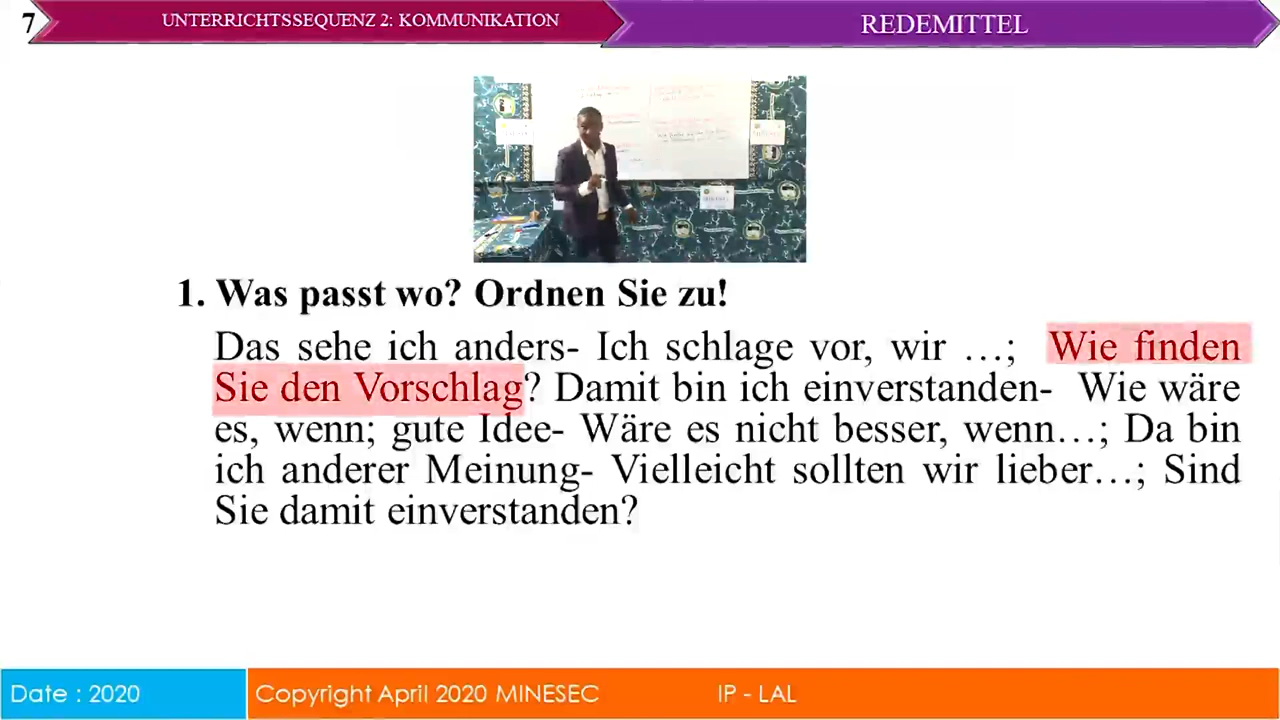 7
UNTERRICHTSSEQUENZ 2: KOMMUNIKATION
REDEMITTEL
1. Was passt wo? Ordnen Sie zu!
Das sehe ich anders- Ich schlage vor, wir …; Wie finden
Sie den Vorschlag? Damit bin ich einverstanden- Wie wäre
es, wenn; gute Idee- Wäre es nicht besser, wenn…; Da bin
ich anderer Meinung- Vielleicht sollten wir lieber…; Sind
Sie damit einverstanden?
Date : 2020
Copyright April 2020 MINESEC
IP - LAL